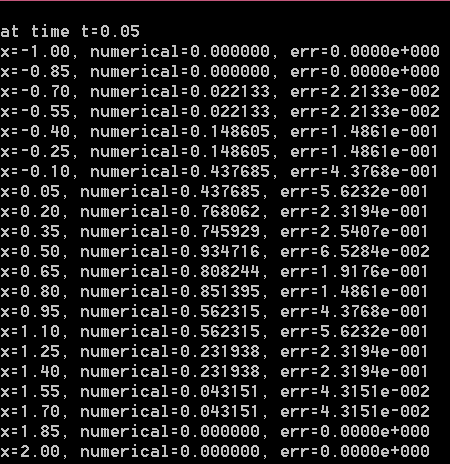 at time t=0.05
x=-1.00, numerical=0.000000, err=0.0000e+000
x=-0.85, numerical=0.000000, err=0.0000e+000
x=-0.70, numerical=0.022133, err=2.2133e-002
x=-0.55, numerical=0.022133, err=2.2133e-002
x=-0.40, numerical=0.148605, err=1.4861e-001
x=-0.25, numerical=0.148605, err=1.4861e-001
x=-0.10, numerical=0.437685, err=4.3768e-001
x=0.05, numerical=0.437685, err=5.6232e-001
x=0.20, numerical=0.768062, err=2.3194e-001
x=0.35, numerical=0.745929, err=2.5407e-001
x=0.50, numerical=0.934716, err=6.5284e-002
x=0.65, numerical=0.808244, err=1.9176e-001
x=0.80, numerical=0.851395, err=1.4861e-001
x=0.95, numerical=0.562315, err=4.3768e-001
x=1.10, numerical=0.562315, err=5.6232e-001
x=1.25, numerical=0.231938, err=2.3194e-001
x=1.40, numerical=0.231938, err=2.3194e-001
x=1.55, numerical=0.043151, err=4.3151e-002
x=1.70, numerical=0.043151, err=4.3151e-002
x=1.85, numerical=0.000000, err=0.0000e+000
x=2.00, numerical=0.000000, err=0.0000e+000